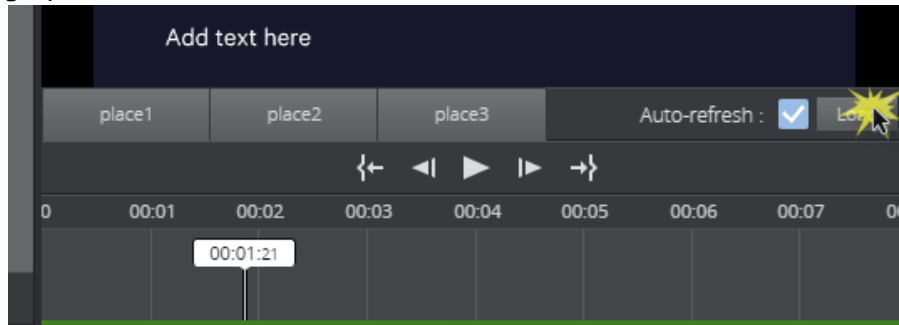 Add text here
place1 place2 place3 Auto-refresh :
00:01 00:02 00:03 00:04 00:05 00:06 00:07
00:01:21